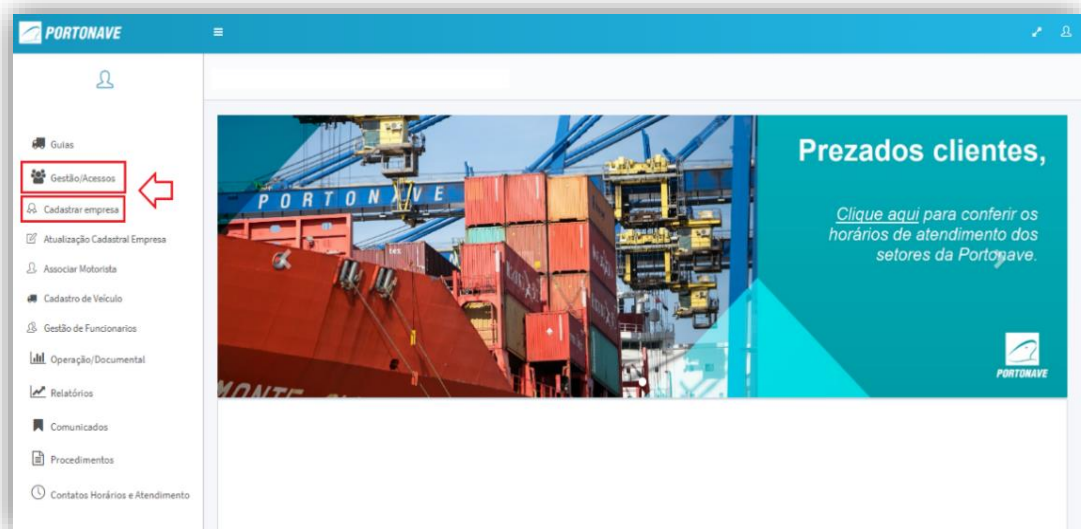 PORTONAVE
Guias
Gestão/Acessos
Cadastrar empresa
Atualização Cadastral Empresa
Associar Motorista
Cadastro de Veículo
Gestão de Funcionarios
Operação/Documental
Relatórios
Comunicados
Procedimentos
Contatos Horários e Atendimento
PORTONAVE
Prezados clientes,
Clique aqui para conferir os
horários de atendimento dos
setores da Portonave.
PORTONAVE
MONTE